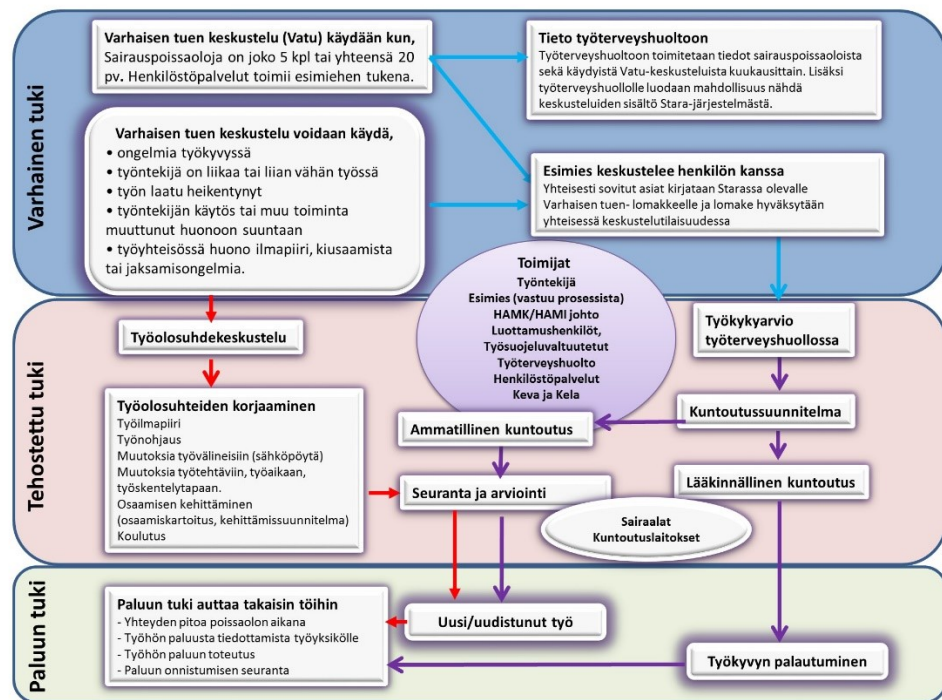 Varhainen tuki
Varhaisen tuen keskustelu (Vatu) käydään kun,
Sairauspoissaoloja on joko 5 kpl tai yhteensä 20
pv. Henkilöstöpalvelut toimii esimiehen tukena.
Tieto työterveyshuoltoon
Työterveyshuoltoon toimitetaan tiedot sairauspoissaoloista
sekä käydyistä Vatu-keskusteluista kuukausittain. Lisäksi
työterveyshuollolle luodaan mahdollisuus nähdä
keskusteluiden sisältö Stara-järjestelmästä.
Varhaisen tuen keskustelu voidaan käydä,
• ongelmia työkyvyssä
• työntekijä on liikaa tai liian vähän työssä
• työn laatu heikentynyt
• työntekijän käytös tai muu toiminta
muuttunut huonoon suuntaan
• työyhteisössä huono ilmapiiri, kiusaamista
tai jaksamisongelmia.
Esimies keskustelee henkilön kanssa
Yhteisesti sovitut asiat kirjataan Starassa olevalle
Varhaisen tuen- lomakkeelle ja lomake hyväksytään
yhteisessä keskustelutilaisuudessa
Toimijat
Työntekijä
Esimies (vastuu prosessista)
HAMK/HAMI johto
Luottamushenkilöt,
Työsuojeluvaltuutetut
Työterveyshuolto
Henkilöstöpalvelut
Keva ja Kela
Tehostettu tuki
Työolosuhdekeskustelu
Työkykyarvio
työterveyshuollossa
Työolosuhteiden korjaaminen
Työilmapiiri
Työnohjaus
Muutoksia työvälineisiin (sähköpöytä)
Muutoksia työtehtäviin, työaikaan,
työskentelytapaan.
Osaamisen kehittäminen
(osaamiskartoitus, kehittämissuunnitelma)
Koulutus
Ammatillinen kuntoutus
Kuntoutussuunnitelma
Seuranta ja arviointi
Lääkinnällinen kuntoutus
Sairaalat
Kuntoutuslaitokset
Paluun tuki
Paluun tuki auttaa takaisin töihin
- Yhteyden pitoa poissaolon aikana
- Työhön paluusta tiedottamista työyksikölle
- Työhön paluun toteutus
- Paluun onnistumisen seuranta
Uusi/uudistunut työ
Työkyvyn palautuminen